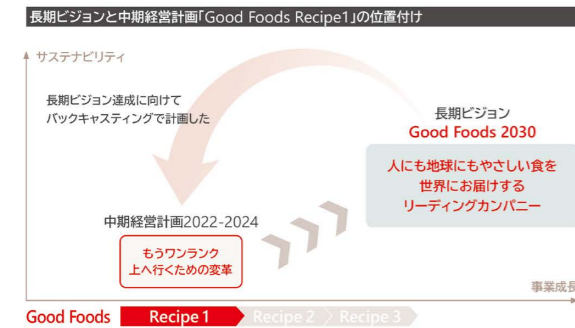 長期ビジョンと中期経営計画「Good Foods Recipe1」の位置付け
サステナビリティ
長期ビジョン達成に向けて
バックキャスティングで計画した
長期ビジョン
Good Foods 2030
人にも地球にもやさしい食を
世界にお届けする
リーディングカンパニー
中期経営計画2022-2024
もうワンランク
上へ行くための変革
事業成長
Good Foods Recipe 1 Recipe 2 Recipe 3